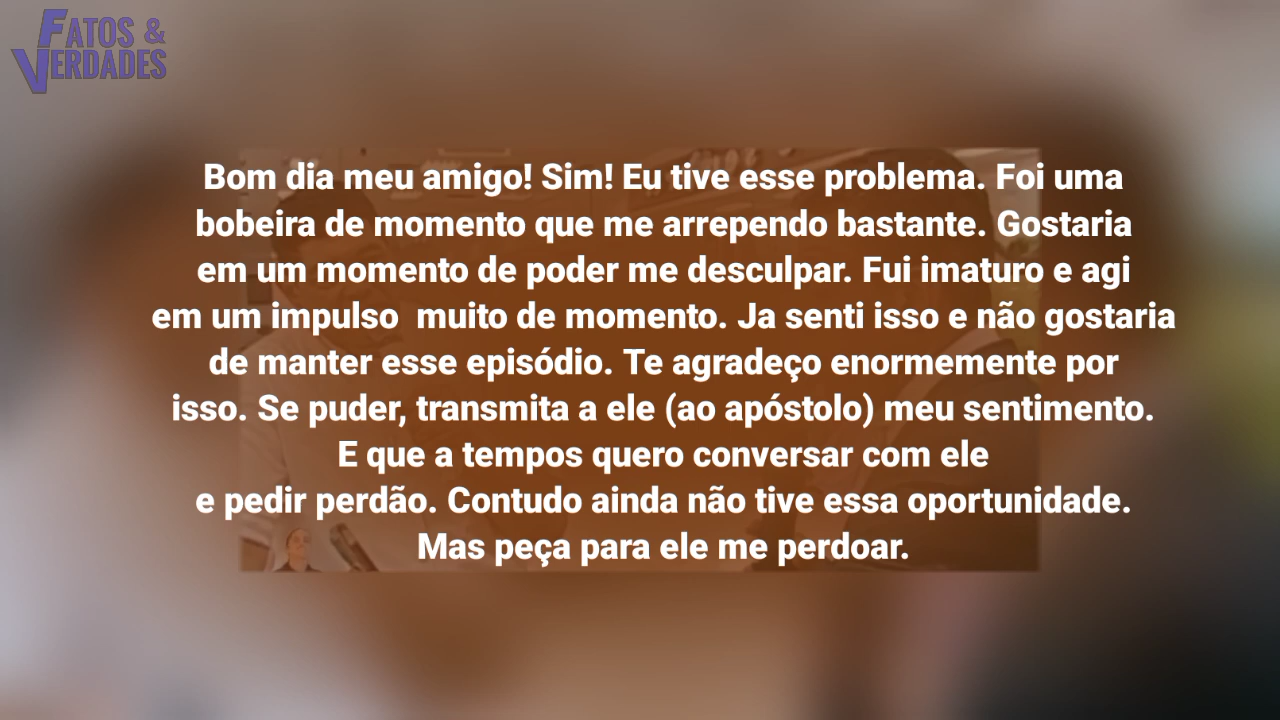 FATOS &
VERDADES
Bom dia meu amigo! Sim! Eu tive esse problema. Foi uma
bobeira de momento que me arrependo bastante. Gostaria
em um momento de poder me desculpar. Fui imaturo e agi
em um impulso  muito de momento. Ja senti isso e não gostaria
de manter esse episódio. Te agradeço enormemente por
isso. Se puder, transmita a ele (ao apóstolo) meu sentimento.
E que a tempos quero conversar com ele
e pedir perdão. Contudo ainda não tive essa oportunidade.
Mas peça para ele me perdoar.